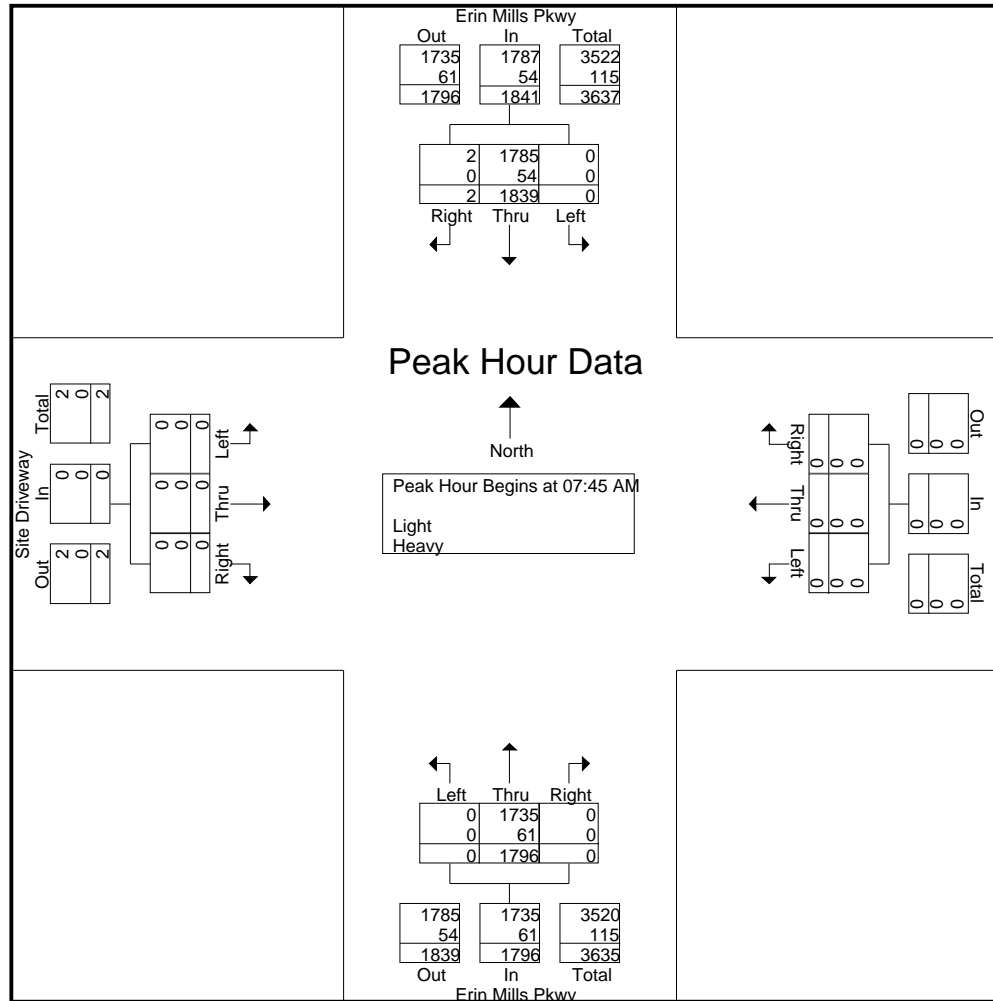 Erin Mills Pkwy
Out In Total
1735 1787 3522
61 54 115
1796 1841 3637
2 1785 0
0 54 0
2 1839 0
Right Thru Left
Peak Hour Data
North
Peak Hour Begins at 07:45 AM
Light
Heavy
Site Driveway
Total
2 0 2
In
0 0 0
Out
2 0 2
Left
0 0 0
Thru
0 0 0
Right
0 0 0
Right
0 0 0
Thru
0 0 0
Left
0 0 0
Out
0 0 0
In
0 0 0
Total
0 0 0
Left Thru Right
0 1735 0
0 61 0
0 1796 0
1785 1735 3520
54 61 115
1839 1796 3635
Out In Total
Erin Mills Pkwy